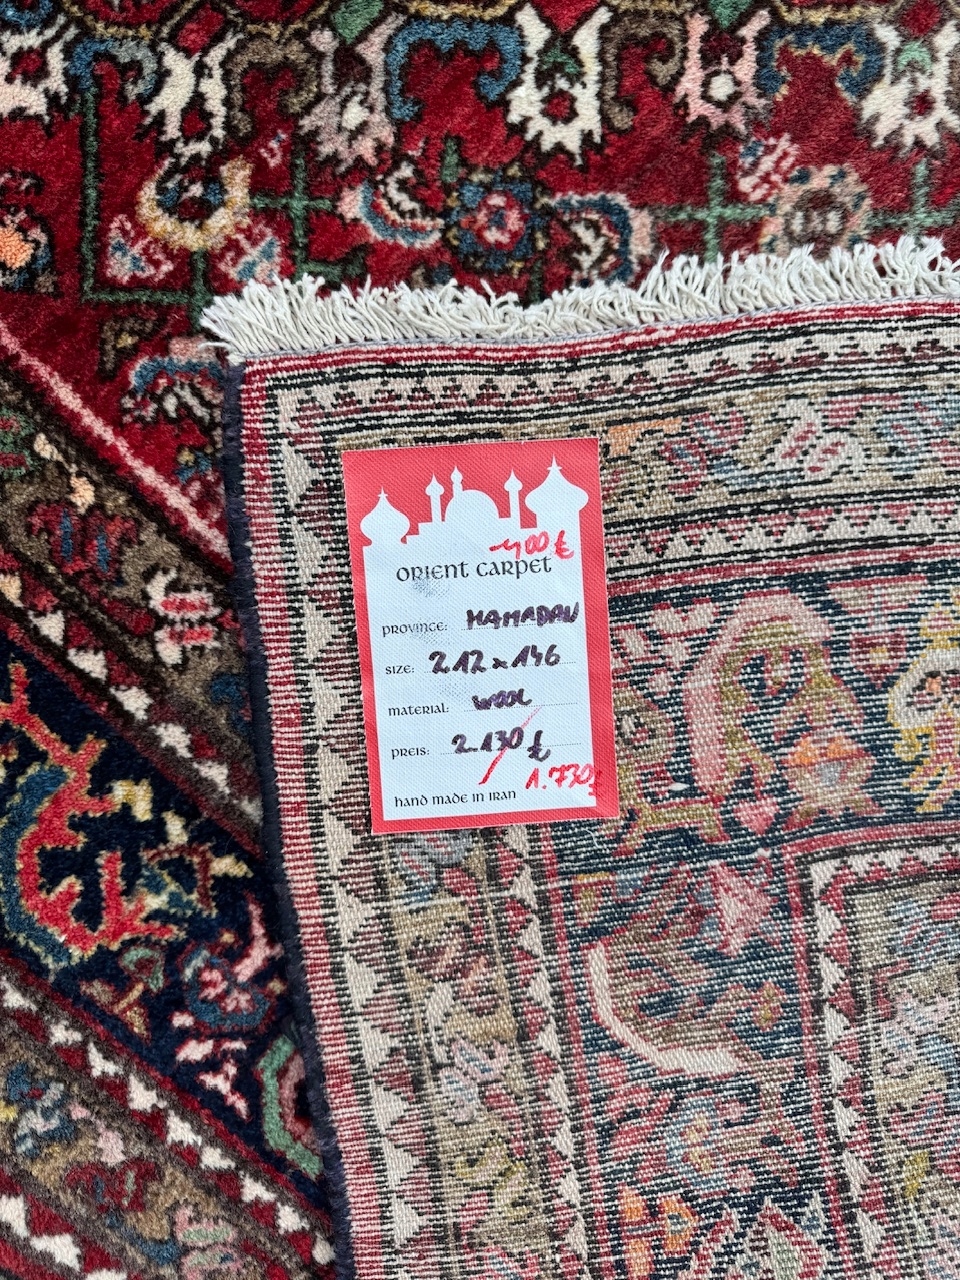 -400 £
ORIENT CARPET
PROVINCE: HAMADAN
SIZE: 212 x 146
MATERIAL: WOOL
PREIS: 2.130 £
1.730 £
HAND MADE IN IRAN